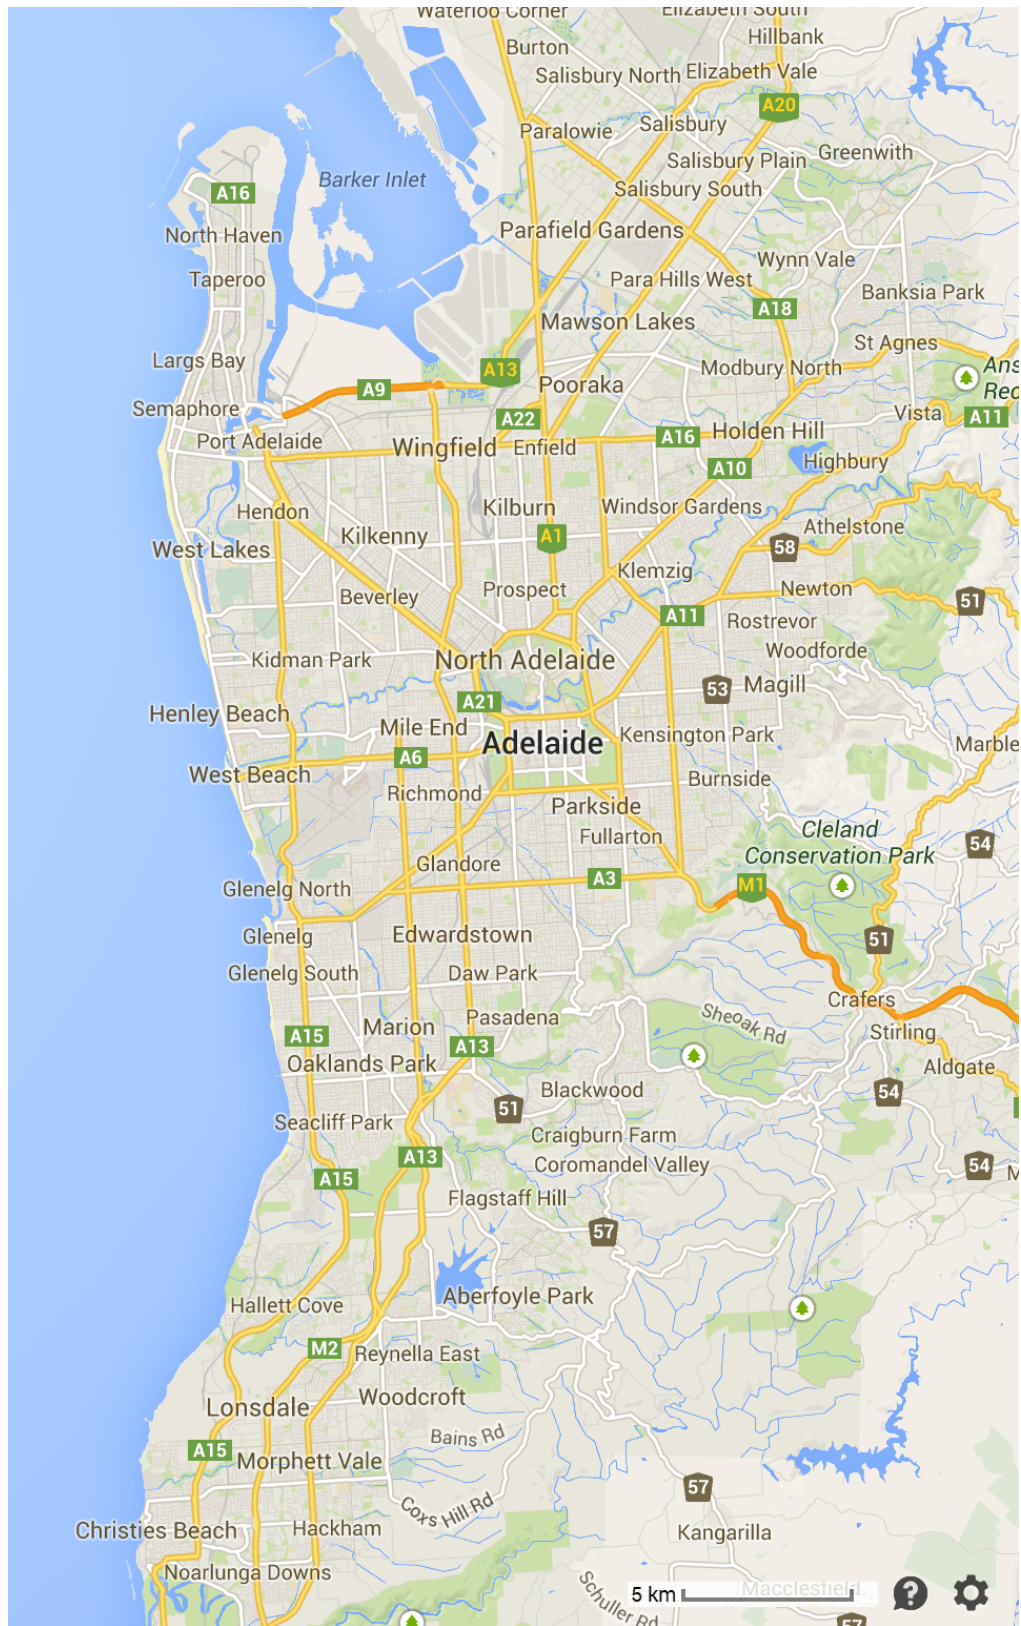 Waterloo Corner
Elizabeth South
Hillbank
Burton
Salisbury North
Elizabeth Vale
A20
Paralowie
Salisbury
Salisbury Plain
Greenwith
Barker Inlet
A16
Salisbury South
North Haven
Parafield Gardens
Wynn Vale
Taperoo
Para Hills West
Banksia Park
A18
Mawson Lakes
St Agnes
Largs Bay
A13
Modbury North
Ans
Rec
A9
Pooraka
Semaphore
A22
Vista
A11
Port Adelaide
Wingfield
Enfield
A16
Holden Hill
A10
Highbury
Hendon
Kilburn
Windsor Gardens
Athelstone
West Lakes
Kilkenny
A1
58
Klemzig
Beverley
Prospect
Newton
51
A11
Rostrevor
Kidman Park
North Adelaide
Woodforde
53
Magill
Henley Beach
A21
Mile End
Adelaide
Kensington Park
Marble
A6
West Beach
Richmond
Burnside
Parkside
Fullarton
Cleland
Conservation Park
54
Glandore
Glenelg North
A3
M1
Glenelg
Edwardstown
51
Glenelg South
Daw Park
Crafers
Pasadena
Sheoak Rd
Marion
Stirling
A15
A13
Oaklands Park
Aldgate
Blackwood
54
51
Seacliff Park
Craigburn Farm
A13
Coromandel Valley
54
M
A15
Flagstaff Hill
57
Hallett Cove
Aberfoyle Park
M2
Reynella East
Woodcroft
Lonsdale
Bains Rd
A15
Morphett Vale
57
Coxs Hill Rd
Christies Beach
Hackham
Kangarilla
Noarlunga Downs
Schuller Rd
5 km
Macclesfield
?
57